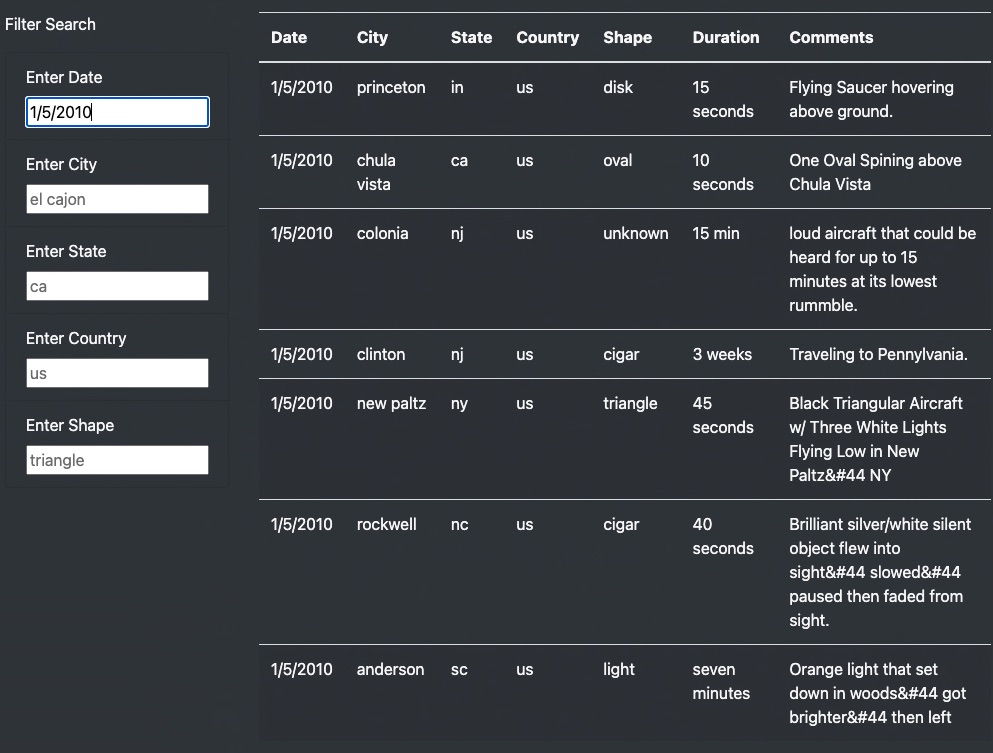 Filter Search
Enter Date
1/5/2010
Enter City
el cajon
Enter State
ca
Enter Country
us
Enter Shape
triangle
Date City State Country Shape Duration Comments
1/5/2010 princeton in us disk 15 Flying Saucer hovering
seconds above ground.
1/5/2010 chula ca us oval 10 One Oval Spining above
vista seconds Chula Vista
1/5/2010 colonia nj us unknown 15 min loud aircraft that could be
heard for up to 15
minutes at its lowest
rummble.
1/5/2010 clinton nj us cigar 3 weeks Traveling to Pennylvania.
1/5/2010 new paltz ny us triangle 45 Black Triangular Aircraft
seconds w/ Three White Lights
Flying Low in New
Paltz&#44 NY
1/5/2010 rockwell nc us cigar 40 Brilliant silver/white silent
seconds object flew into
sight&#44 slowed&#44
paused then faded from
sight.
1/5/2010 anderson sc us light seven Orange light that set
minutes down in woods&#44 got
brighter&#44 then left